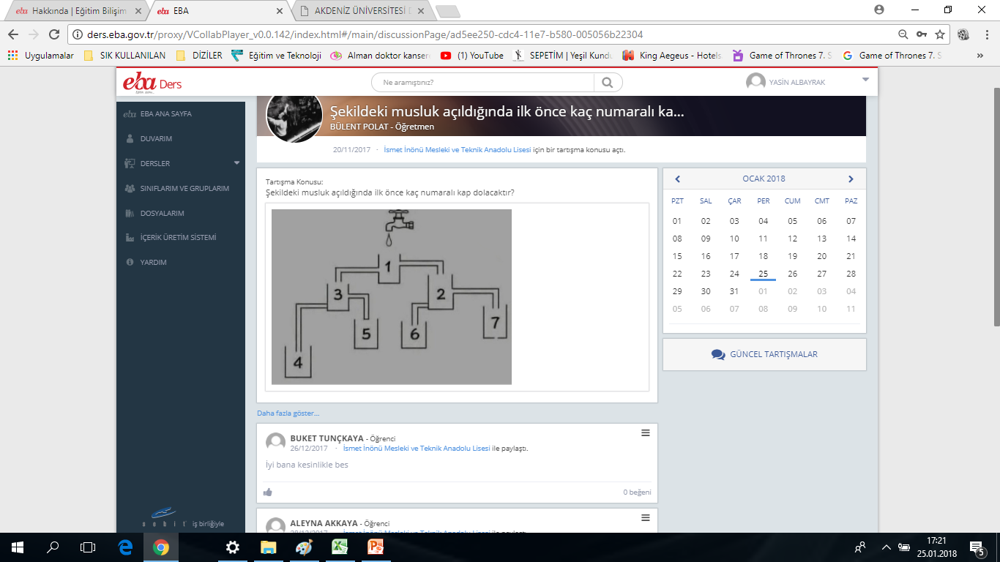 eba Hakkında | Eğitim Bilişim
eba EBA
AKDENİZ ÜNİVERSİTESİ D
ders.eba.gov.tr/proxy/VCollabPlayer_v0.0.142/index.html#/main/discussionPage/ad5ee250-cdc4-11e7-b580-005056b22304
Uygulamalar SIK KULLANILAN DİZİLER Eğitim ve Teknoloji Alman doktor kanser (1) YouTube SEPETİM | Yeşil Kund King Aegeus - Hotels Game of Thrones 7. S Game of Thrones 7. S »
eba Ders
Ne aramıştınız?
YASİN ALBAYRAK
eba EBA ANA SAYFA
DUVARIM
DERSLER
SINIFLARIM VE GRUPLARIM
DOSYALARIM
İÇERİK ÜRETİM SİSTEMİ
YARDIM
sebit iş birliğiyle
Şekildeki musluk açıldığında ilk önce kaç numaralı ka...
BÜLENT POLAT - Öğretmen
20/11/2017 · İsmet İnönü Mesleki ve Teknik Anadolu Lisesi için bir tartışma konusu açtı.
Tartışma Konusu:
Şekildeki musluk açıldığında ilk önce kaç numaralı kap dolacaktır?
1
3 2
5 6 7
4
Daha fazla göster...
BUKET TUNÇKAYA - Öğrenci
26/12/2017 · İsmet İnönü Mesleki ve Teknik Anadolu Lisesi ile paylaştı.
İyi bana kesinlikle bes
0 beğeni
ALEYNA AKKAYA - Öğrenci
OCAK 2018
PZT SAL ÇAR PER CUM CMT PAZ
01 02 03 04 05 06 07
08 09 10 11 12 13 14
15 16 17 18 19 20 21
22 23 24 25 26 27 28
29 30 31 01 02 03 04
05 06 07 08 09 10 11
GÜNCEL TARTIŞMALAR
17:21
25.01.2018
5